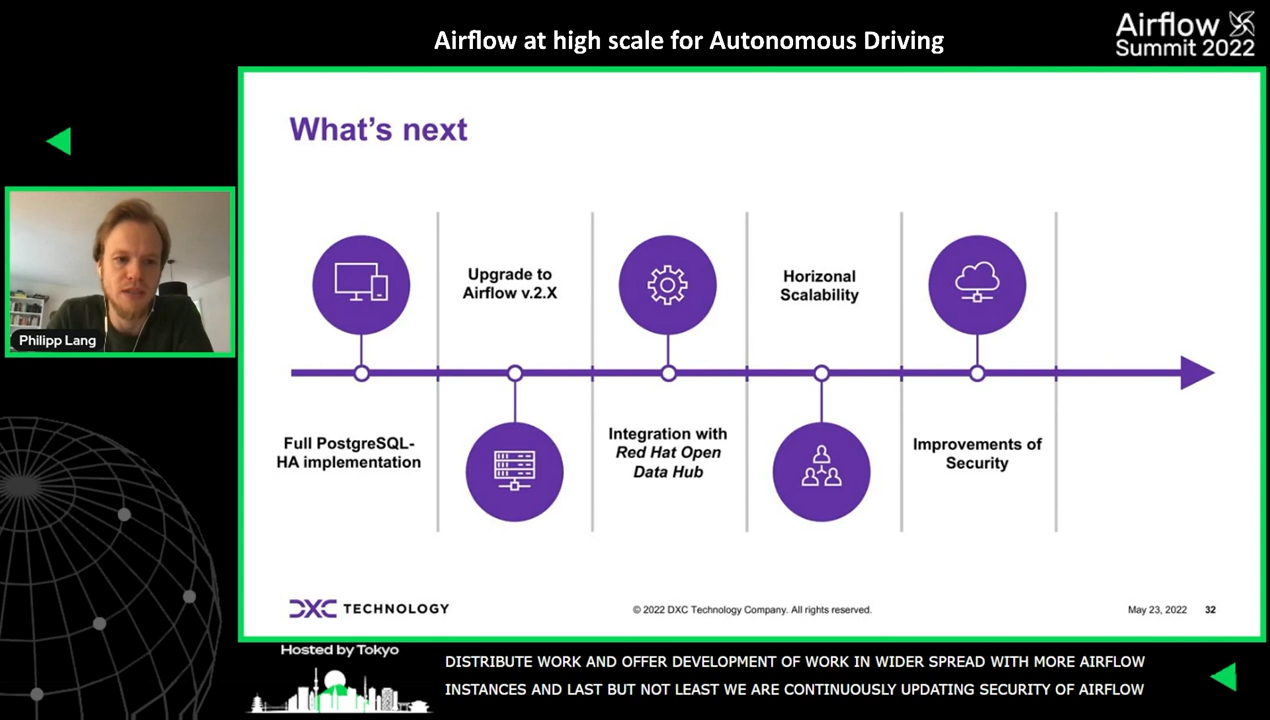 Airflow at high scale for Autonomous Driving
Airflow
Summit 2022
What's next
Philipp Lang
Upgrade to
Airflow v.2.X
Horizonal
Scalability
Full PostgreSQL-
HA implementation
Integration with
Red Hat Open
Data Hub
Improvements of
Security
DXC TECHNOLOGY
© 2022 DXC Technology Company. All rights reserved.
May 23, 2022 32
Hosted by Tokyo
DISTRIBUTE WORK AND OFFER DEVELOPMENT OF WORK IN WIDER SPREAD WITH MORE AIRFLOW
INSTANCES AND LAST BUT NOT LEAST WE ARE CONTINUOUSLY UPDATING SECURITY OF AIRFLOW